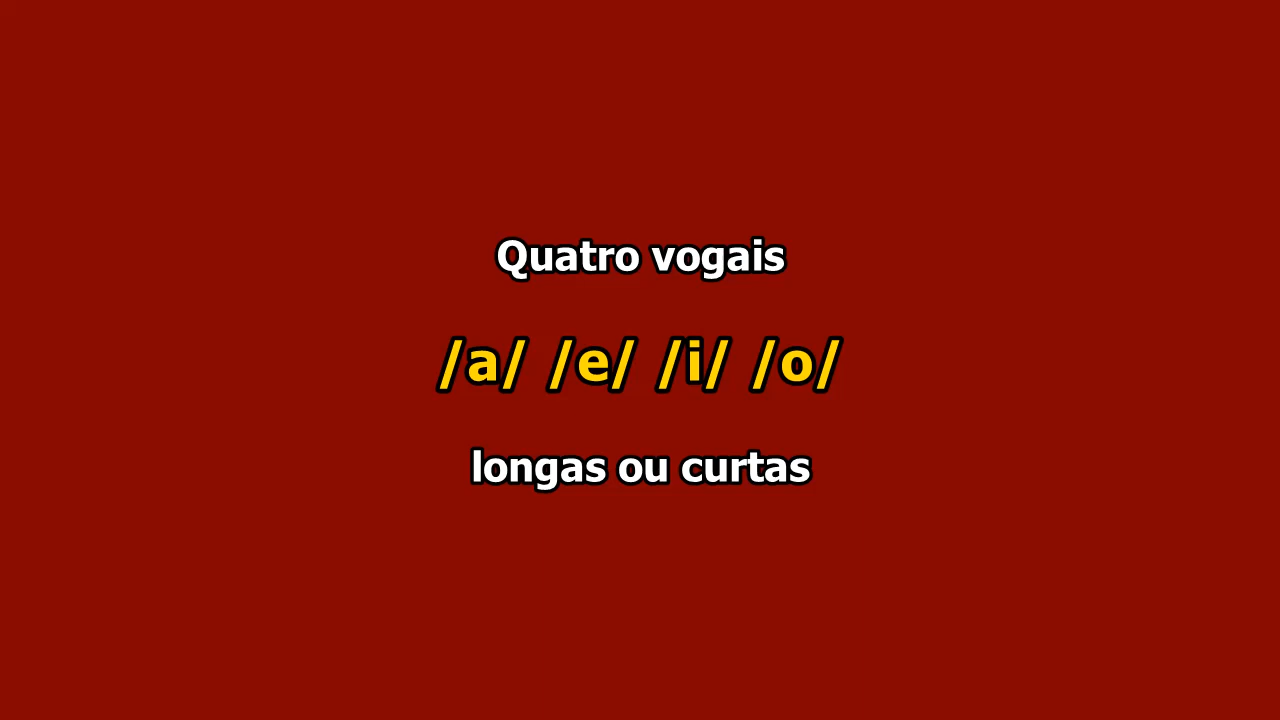 Quatro vogais
/a/ /e/ /i/ /o/
longas ou curtas